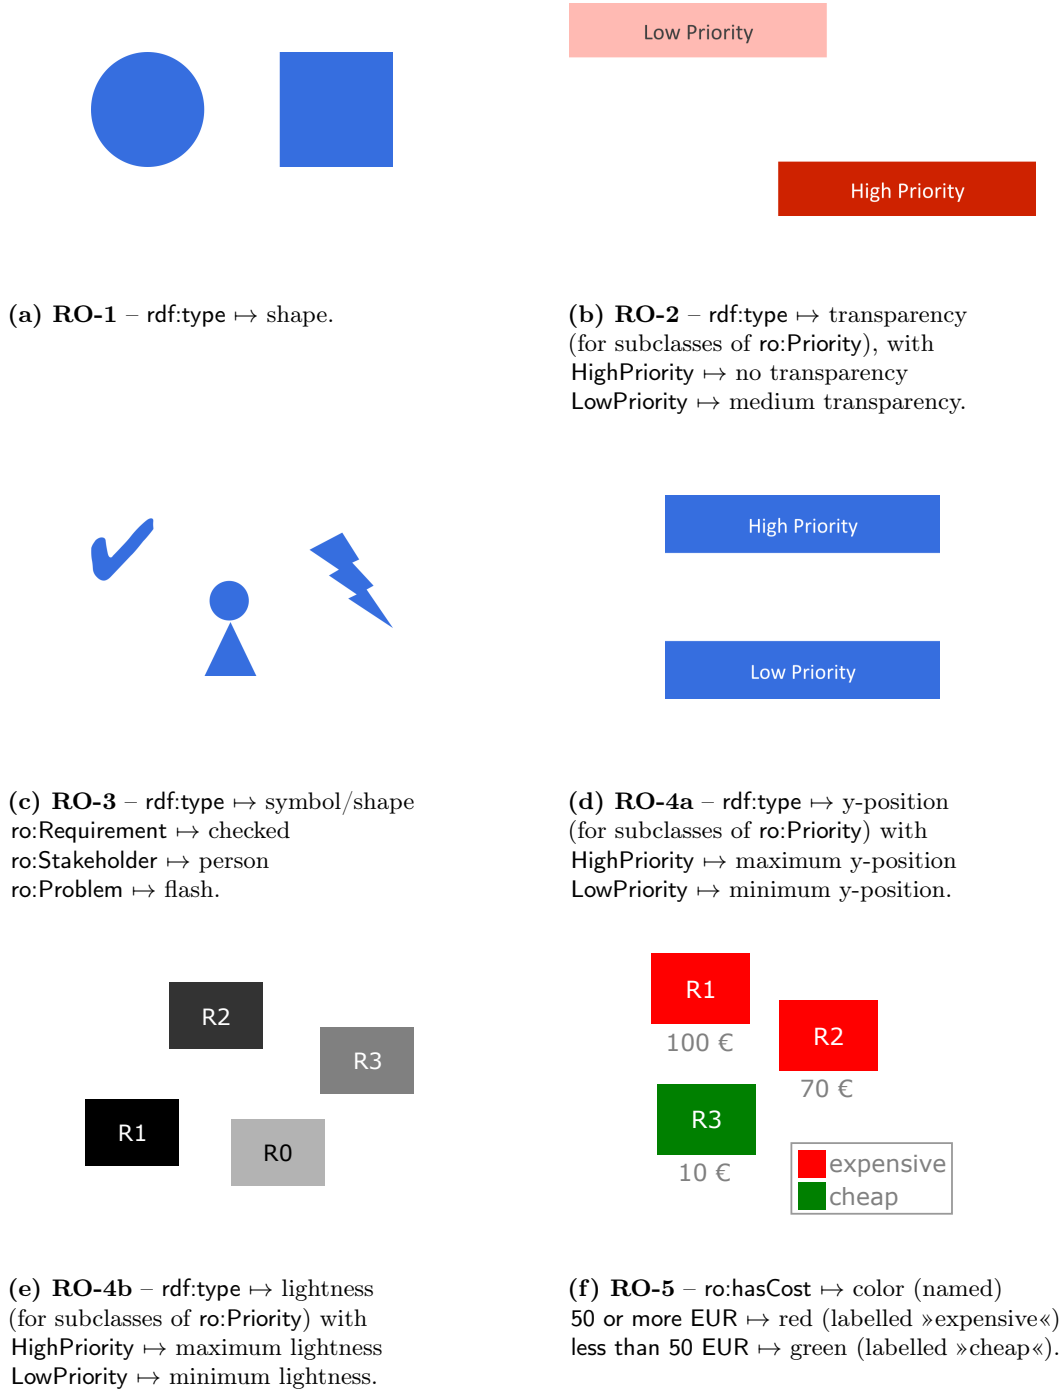 Low Priority
High Priority
(a) RO-1 – rdf:type ↦ shape.
(b) RO-2 – rdf:type ↦ transparency
(for subclasses of ro:Priority), with
HighPriority ↦ no transparency
LowPriority ↦ medium transparency.
High Priority
Low Priority
(c) RO-3 – rdf:type ↦ symbol/shape
ro:Requirement ↦ checked
ro:Stakeholder ↦ person
ro:Problem ↦ flash.
(d) RO-4a – rdf:type ↦ y-position
(for subclasses of ro:Priority) with
HighPriority ↦ maximum y-position
LowPriority ↦ minimum y-position.
R2
R3
R1
R0
R1
100 €
R2
70 €
R3
10 €
expensive
cheap
(e) RO-4b – rdf:type ↦ lightness
(for subclasses of ro:Priority) with
HighPriority ↦ maximum lightness
LowPriority ↦ minimum lightness.
(f) RO-5 – ro:hasCost ↦ color (named)
50 or more EUR ↦ red (labelled »expensive«)
less than 50 EUR ↦ green (labelled »cheap«).